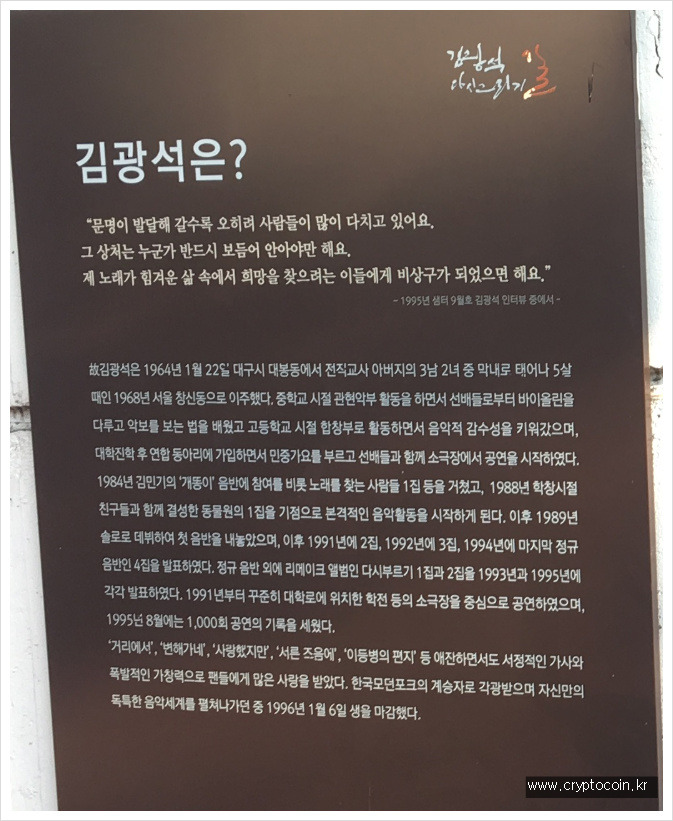 김광석 길
다시그리기
김광석은?
“문명이 발달해 갈수록 오히려 사람들이 많이 다치고 있어요.
그 상처는 누군가 반드시 보듬어 안아야만 해요.
제 노래가 힘겨운 삶 속에서 희망을 찾으려는 이들에게 비상구가 되었으면 해요.”
- 1995년 샘터 9월호 김광석 인터뷰 중에서 -
故김광석은 1964년 1월 22일 대구시 대봉동에서 전직교사 아버지의 3남 2녀 중 막내로 태어나 5살
때인 1968년 서울 창신동으로 이주했다. 중학교 시절 관현악부 활동을 하면서 선배들로부터 바이올린을
다루고 악보를 보는 법을 배웠고 고등학교 시절 합창부로 활동하면서 음악적 감수성을 키워갔으며,
대학진학 후 연합 동아리에 가입하면서 민중가요를 부르고 선배들과 함께 소극장에서 공연을 시작하였다.
1984년 김민기의 ‘개똥이’ 음반에 참여를 비롯 노래를 찾는 사람들 1집 등을 거쳤고, 1988년 학창시절
친구들과 함께 결성한 동물원의 1집을 기점으로 본격적인 음악활동을 시작하게 된다. 이후 1989년
솔로로 데뷔하여 첫 음반을 내놓았으며, 이후 1991년에 2집, 1992년에 3집, 1994년에 마지막 정규
음반인 4집을 발표하였다. 정규 음반 외에 리메이크 앨범인 다시부르기 1집과 2집을 1993년과 1995년에
각각 발표하였다. 1991년부터 꾸준히 대학로에 위치한 학전 등의 소극장을 중심으로 공연하였으며,
1995년 8월에는 1,000회 공연의 기록을 세웠다.
‘거리에서’, ‘변해가네’, ‘사랑했지만’, ‘서른 즈음에’, ‘이등병의 편지’ 등 애잔하면서도 서정적인 가사와
폭발적인 가창력으로 팬들에게 많은 사랑을 받았다. 한국모던포크의 계승자로 각광받으며 자신만의
독특한 음악세계를 펼쳐나가던 중 1996년 1월 6일 생을 마감했다.
www.cryptocoin.kr